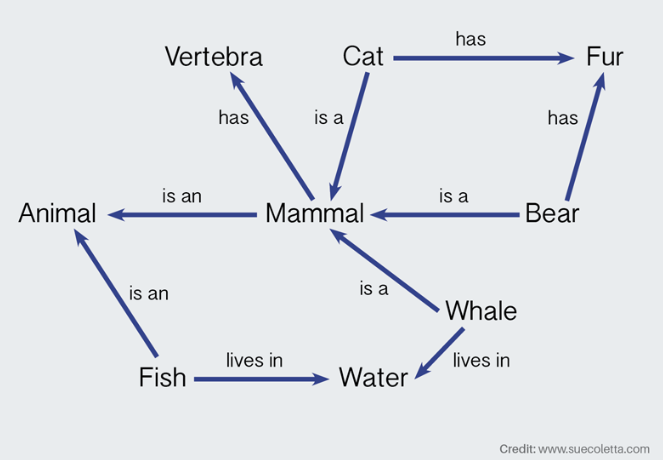 has
Vertebra
Cat
Fur
has
is a
has
is an
is a
Animal
Mammal
Bear
is an
is a
Whale
lives in
lives in
Fish
Water
Credit: www.suecoletta.com